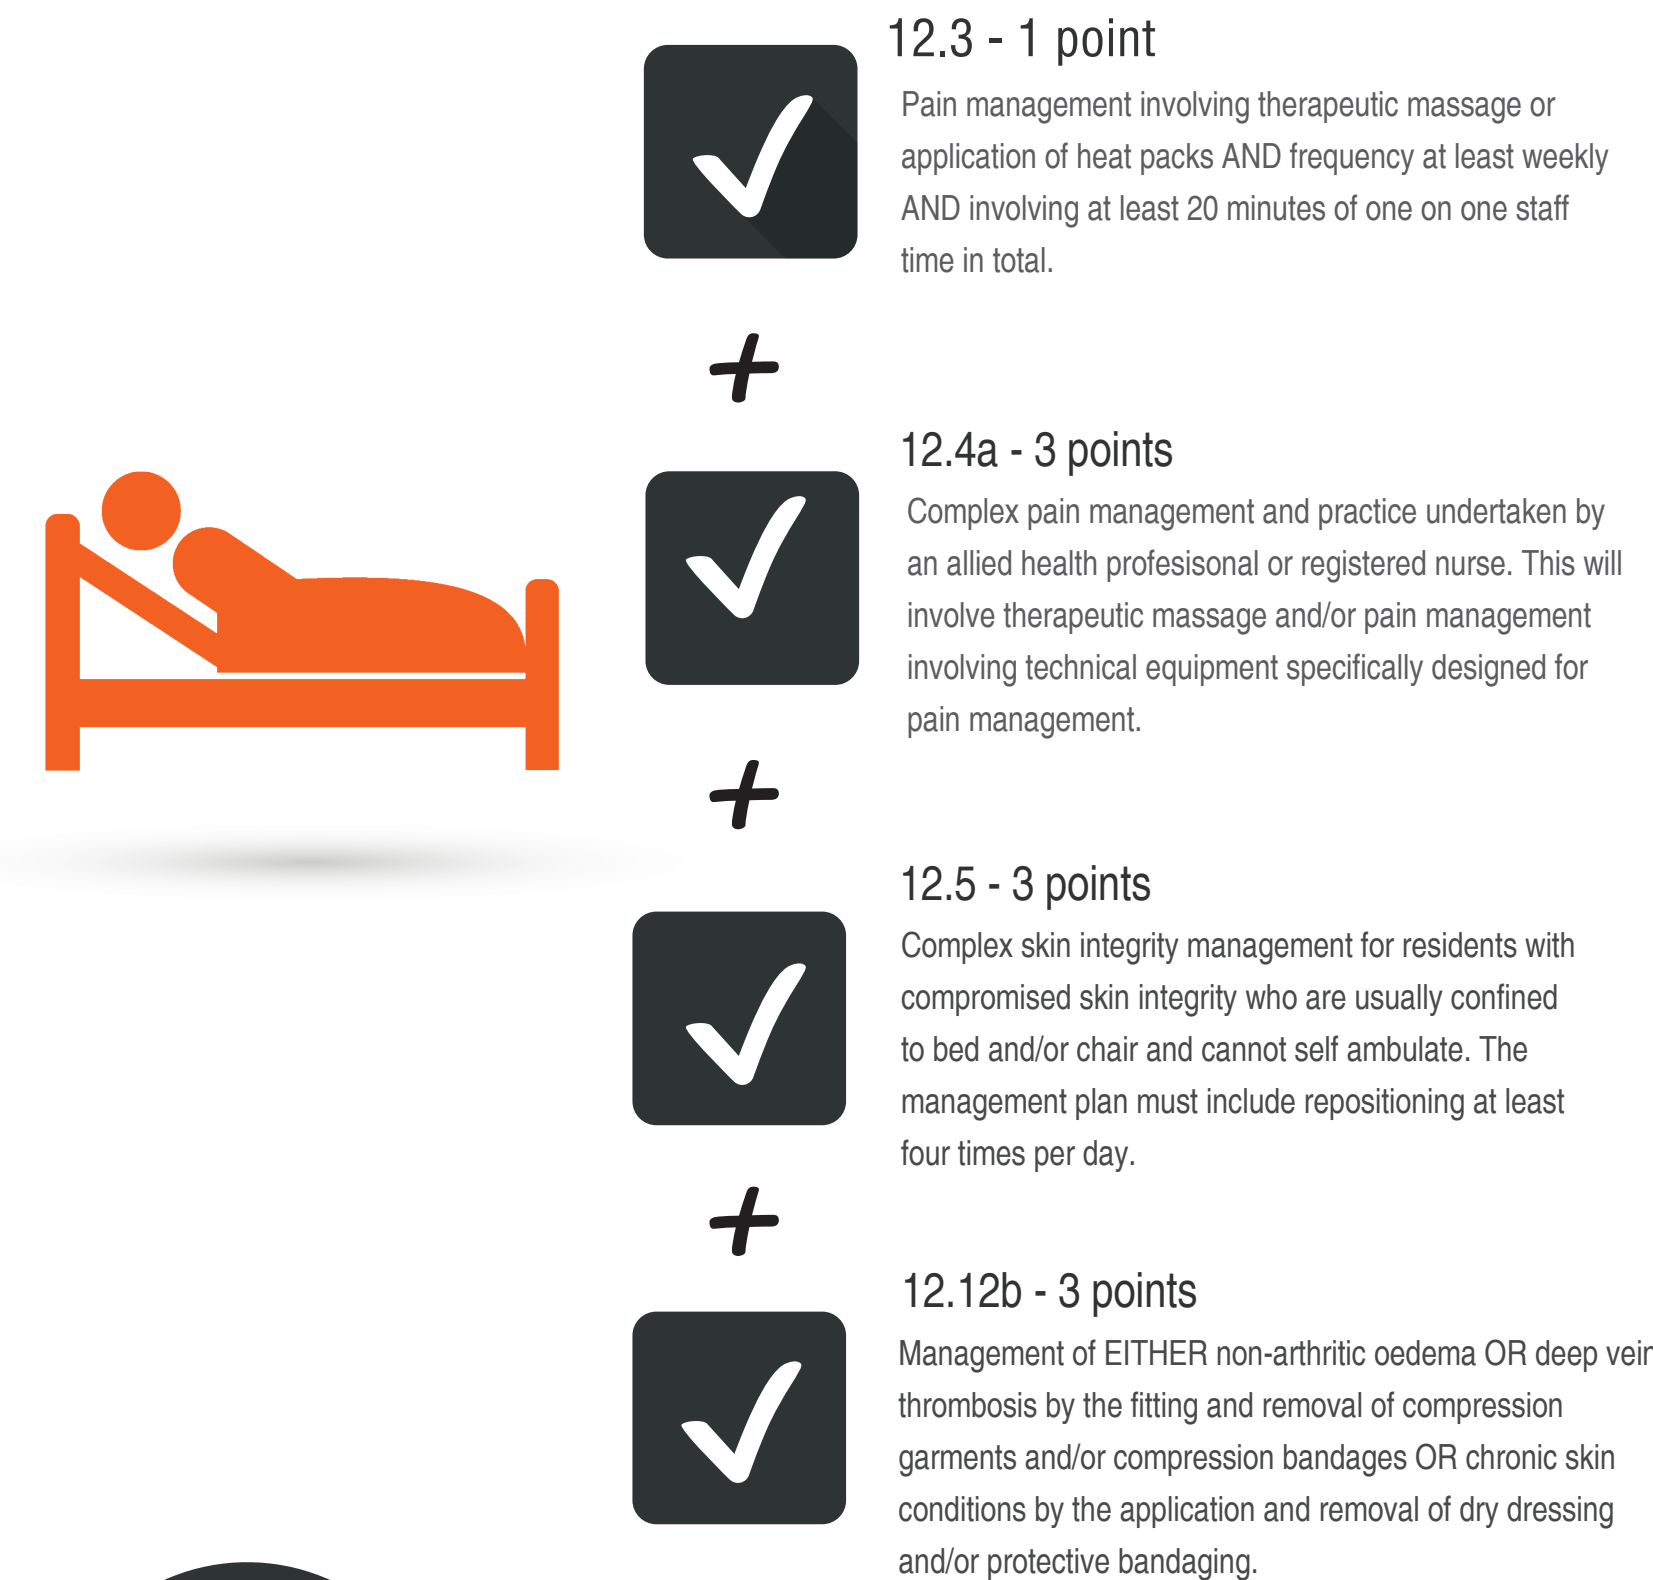 12.3 - 1 point
Pain management involving therapeutic massage or
application of heat packs AND frequency at least weekly
AND involving at least 20 minutes of one on one staff
time in total.
+
12.4a - 3 points
Complex pain management and practice undertaken by
an allied health profesisonal or registered nurse. This will
involve therapeutic massage and/or pain management
involving technical equipment specifically designed for
pain management.
+
12.5 - 3 points
Complex skin integrity management for residents with
compromised skin integrity who are usually confined
to bed and/or chair and cannot self ambulate. The
management plan must include repositioning at least
four times per day.
+
12.12b - 3 points
Management of EITHER non-arthritic oedema OR deep vein
thrombosis by the fitting and removal of compression
garments and/or compression bandages OR chronic skin
conditions by the application and removal of dry dressing
and/or protective bandaging.